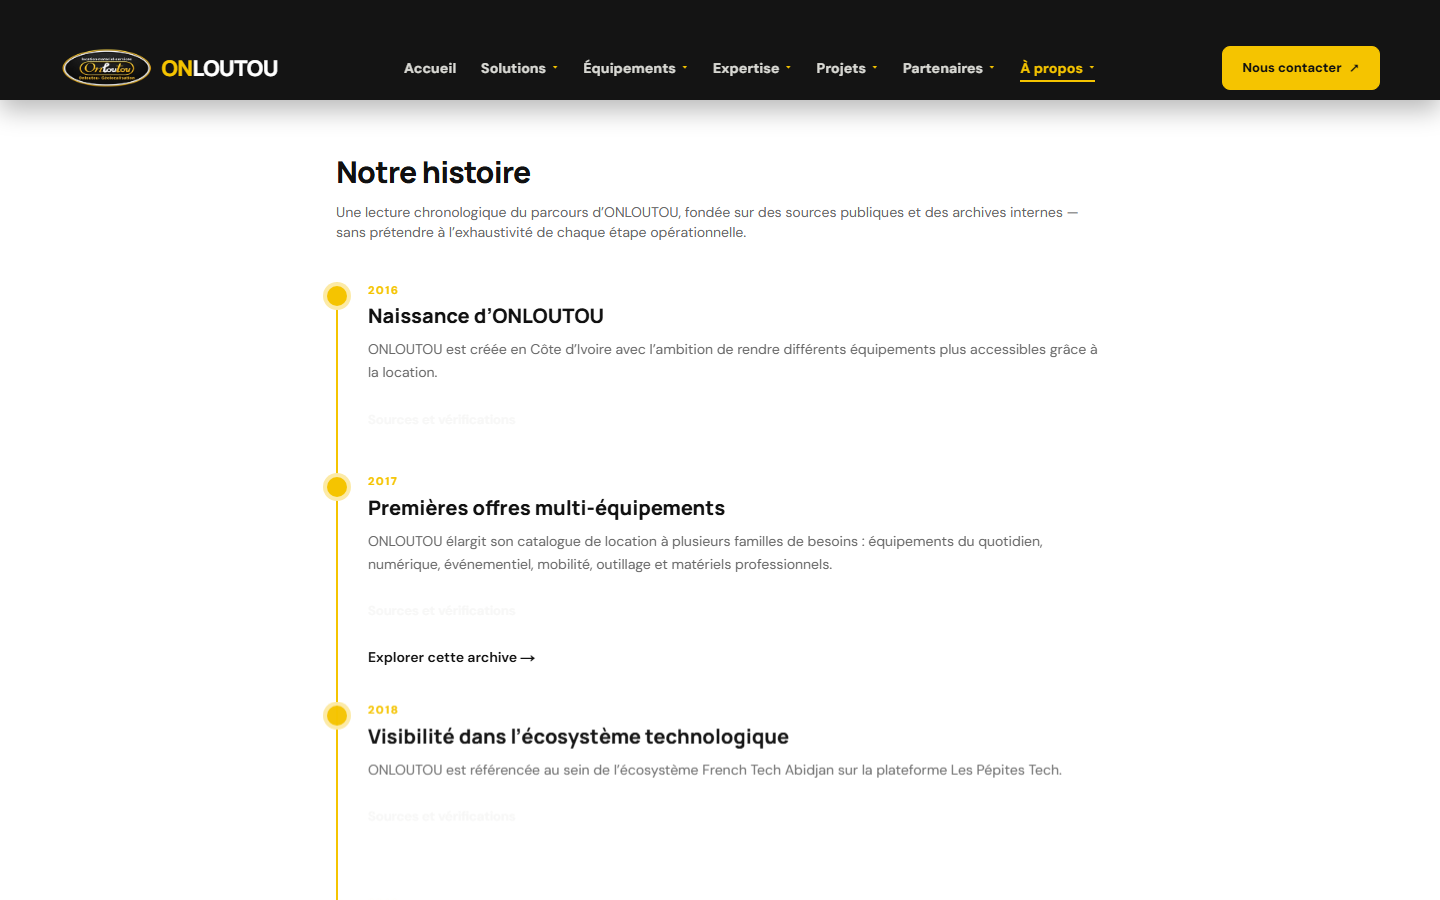 Onloutou
ONLOUTOU
Accueil
Solutions
Équipements
Expertise
Projets
Partenaires
À propos
Nous contacter ↗
Notre histoire
Une lecture chronologique du parcours d’ONLOUTOU, fondée sur des sources publiques et des archives internes —
sans prétendre à l’exhaustivité de chaque étape opérationnelle.
2016
Naissance d’ONLOUTOU
ONLOUTOU est créée en Côte d’Ivoire avec l’ambition de rendre différents équipements plus accessibles grâce à
la location.
Sources et vérifications
2017
Premières offres multi-équipements
ONLOUTOU élargit son catalogue de location à plusieurs familles de besoins : équipements du quotidien,
numérique, événementiel, mobilité, outillage et matériels professionnels.
Sources et vérifications
Explorer cette archive →
2018
Visibilité dans l’écosystème technologique
ONLOUTOU est référencée au sein de l’écosystème French Tech Abidjan sur la plateforme Les Pépites Tech.
Sources et vérifications